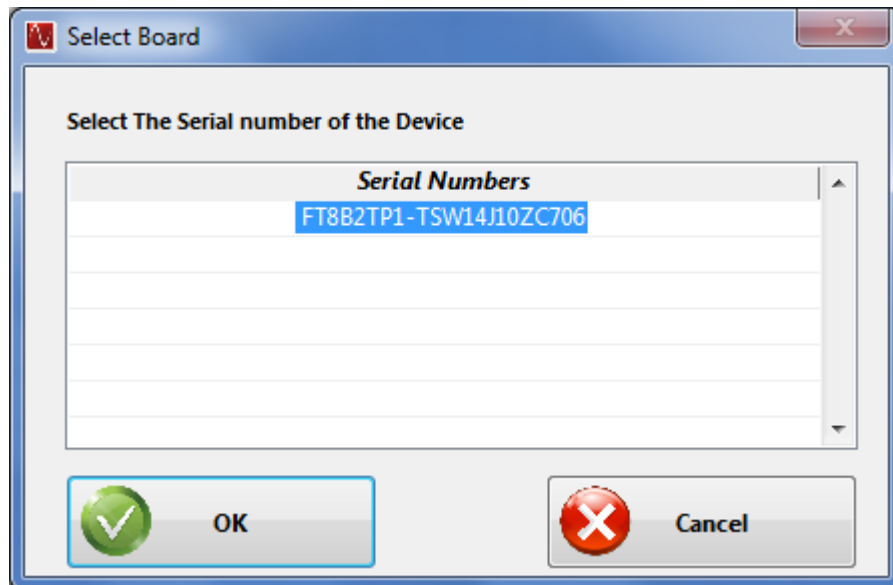 Select Board
Select The Serial number of the Device
Serial Numbers
FT8B2TP1-TSW14J10ZC706
OK
Cancel